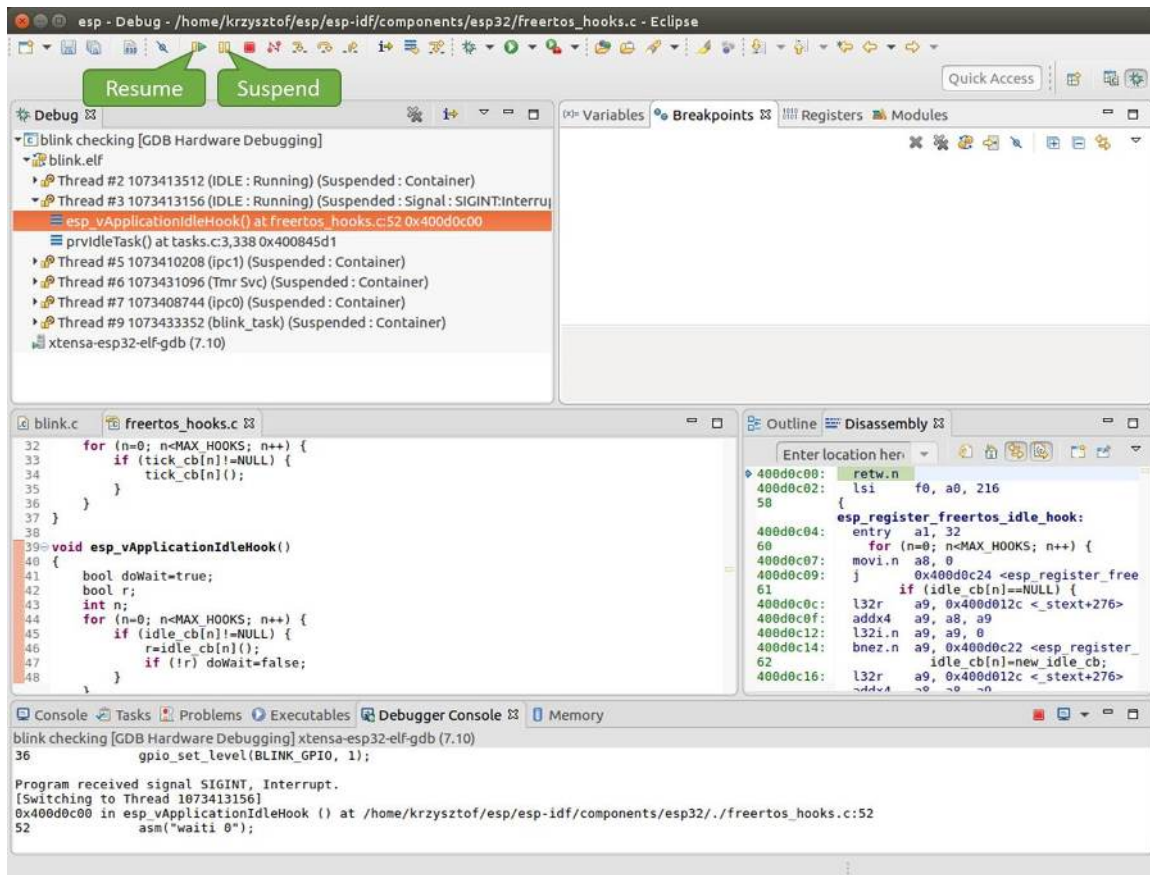 esp - Debug - /home/krzysztof/esp/esp-idf/components/esp32/freertos_hooks.c - Eclipse
Resume
Suspend
Quick Access
Debug
blink checking [GDB Hardware Debugging]
blink.elf
Thread #2 1073413512 (IDLE : Running) (Suspended : Container)
Thread #3 1073413156 (IDLE : Running) (Suspended : Signal : SIGINT:Interrup
esp_vApplicationIdleHook() at freertos_hooks.c:52 0x400d0c00
prvIdleTask() at tasks.c:3,338 0x400845d1
Thread #5 1073410208 (ipc1) (Suspended : Container)
Thread #6 1073431096 (Tmr Svc) (Suspended : Container)
Thread #7 1073408744 (ipc0) (Suspended : Container)
Thread #9 1073433352 (blink_task) (Suspended : Container)
xtensa-esp32-elf-gdb (7.10)
(x)= Variables Breakpoints Registers Modules
blink.c freertos_hooks.c
32 for (n=0; n<MAX_HOOKS; n++) {
33 if (tick_cb[n]!=NULL) {
34 tick_cb[n]();
35 }
36 }
37 }
38
39 void esp_vApplicationIdleHook()
40 {
41 bool doWait=true;
42 bool r;
43 int n;
44 for (n=0; n<MAX_HOOKS; n++) {
45 if (idle_cb[n]!=NULL) {
46 r=idle_cb[n]();
47 if (!r) doWait=false;
48 }
}
Outline Disassembly
Enter location her
400d0c00: retw.n
400d0c02: lsi f0, a0, 216
58 {
esp_register_freertos_idle_hook:
400d0c04: entry a1, 32
60 for (n=0; n<MAX_HOOKS; n++) {
400d0c07: movi.n a8, 0
400d0c09: j 0x400d0c24 <esp_register_free
61 if (idle_cb[n]==NULL) {
400d0c0c: l32r a9, 0x400d012c <_stext+276>
400d0c0f: addx4 a9, a8, a9
400d0c12: l32i.n a9, a9, 0
400d0c14: bnez.n a9, 0x400d0c22 <esp_register_
62 idle_cb[n]=new_idle_cb;
400d0c16: l32r a9, 0x400d012c <_stext+276>
addx4 a8, a8, a9
Console Tasks Problems Executables Debugger Console Memory
blink checking [GDB Hardware Debugging] xtensa-esp32-elf-gdb (7.10)
36 gpio_set_level(BLINK_GPIO, 1);
Program received signal SIGINT, Interrupt.
[Switching to Thread 1073413156]
0x400d0c00 in esp_vApplicationIdleHook () at /home/krzysztof/esp/esp-idf/components/esp32/./freertos_hooks.c:52
52 asm("waiti 0");